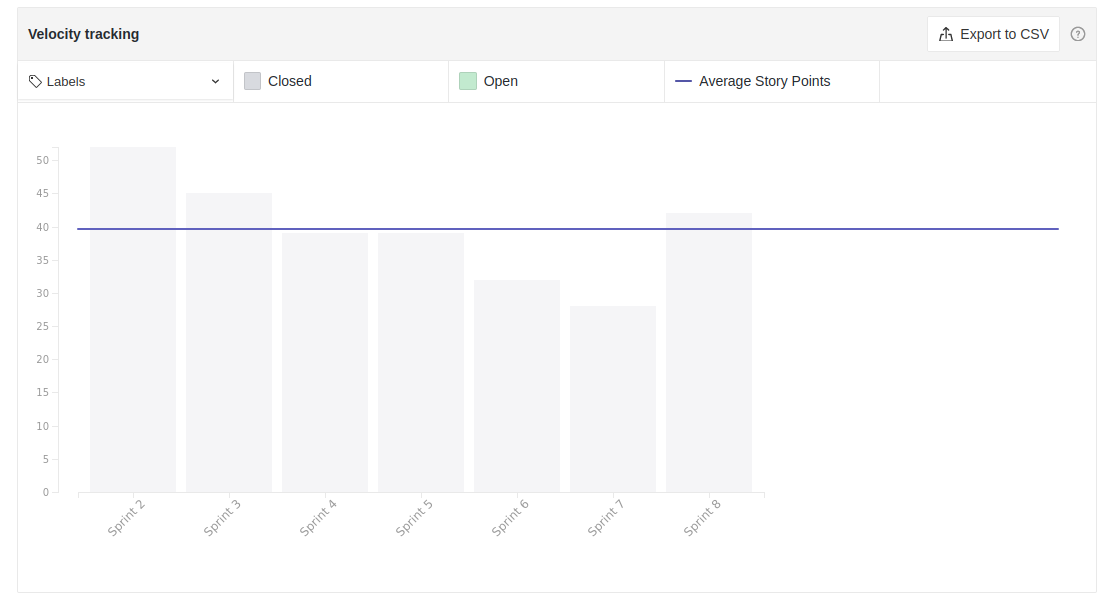 Velocity tracking
Export to CSV
?
Labels
Closed
Open
Average Story Points
50
45
40
35
30
25
20
15
10
5
0
Sprint 2
Sprint 3
Sprint 4
Sprint 5
Sprint 6
Sprint 7
Sprint 8